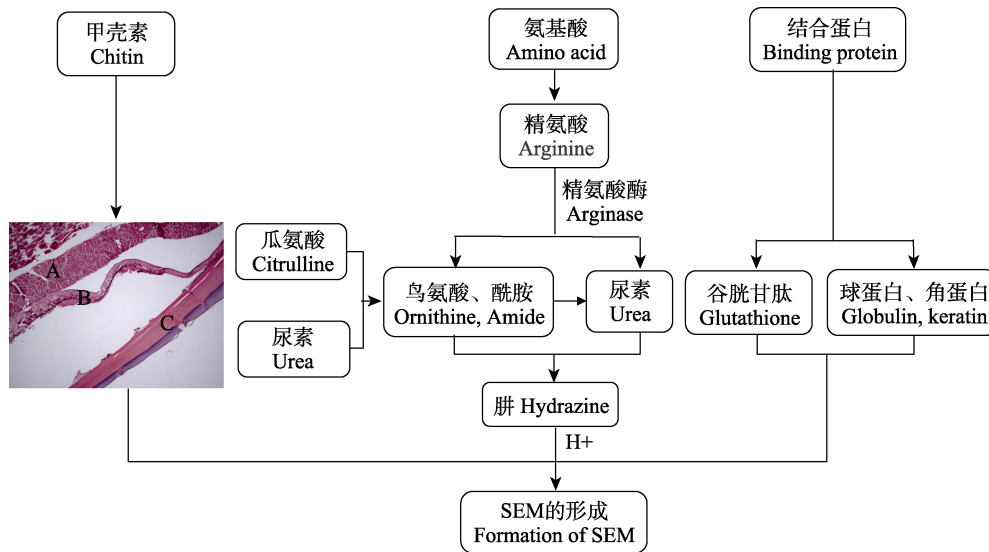 甲壳素
Chitin
氨基酸
Amino acid
结合蛋白
Binding protein
精氨酸
Arginine
精氨酸酶
Arginase
A
B
C
瓜氨酸
Citrulline
尿素
Urea
鸟氨酸、酰胺
Ornithine, Amide
尿素
Urea
谷胱甘肽
Glutathione
球蛋白、角蛋白
Globulin, keratin
肼 Hydrazine
H+
SEM的形成
Formation of SEM